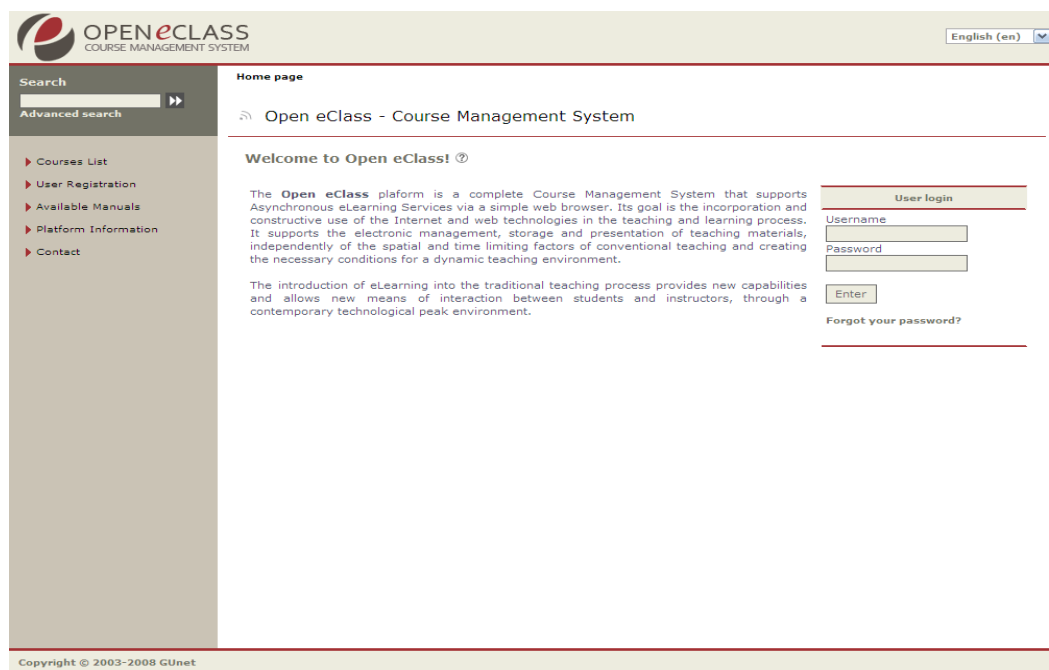 OPEN eCLASS
COURSE MANAGEMENT SYSTEM
English (en)
Search
Advanced search
Courses List
User Registration
Available Manuals
Platform Information
Contact
Home page
Open eClass - Course Management System
Welcome to Open eClass! ?
The Open eClass plaform is a complete Course Management System that supports
Asynchronous eLearning Services via a simple web browser. Its goal is the incorporation and
constructive use of the Internet and web technologies in the teaching and learning process.
It supports the electronic management, storage and presentation of teaching materials,
independently of the spatial and time limiting factors of conventional teaching and creating
the necessary conditions for a dynamic teaching environment.
The introduction of eLearning into the traditional teaching process provides new capabilities
and allows new means of interaction between students and instructors, through a
contemporary technological peak environment.
User login
Username
Password
Enter
Forgot your password?
Copyright © 2003-2008 GUnet